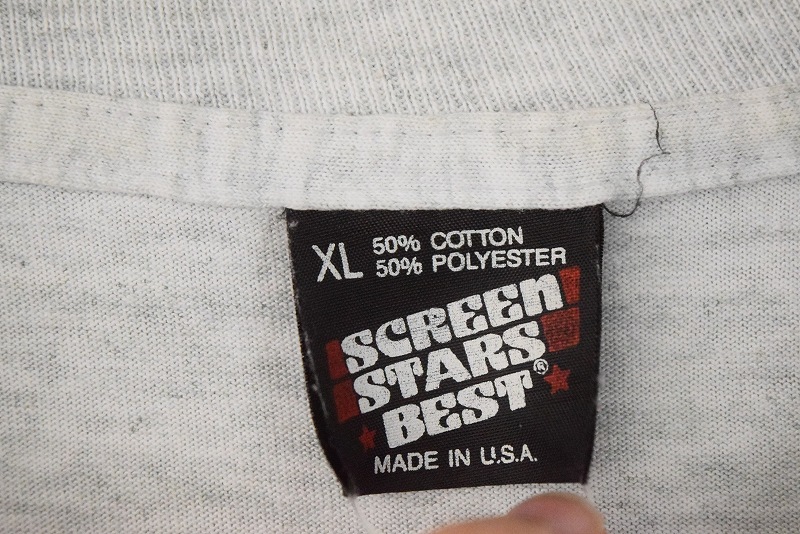 XL 50% COTTON
50% POLYESTER
SCREEN
STARS
BEST®
MADE IN U.S.A.